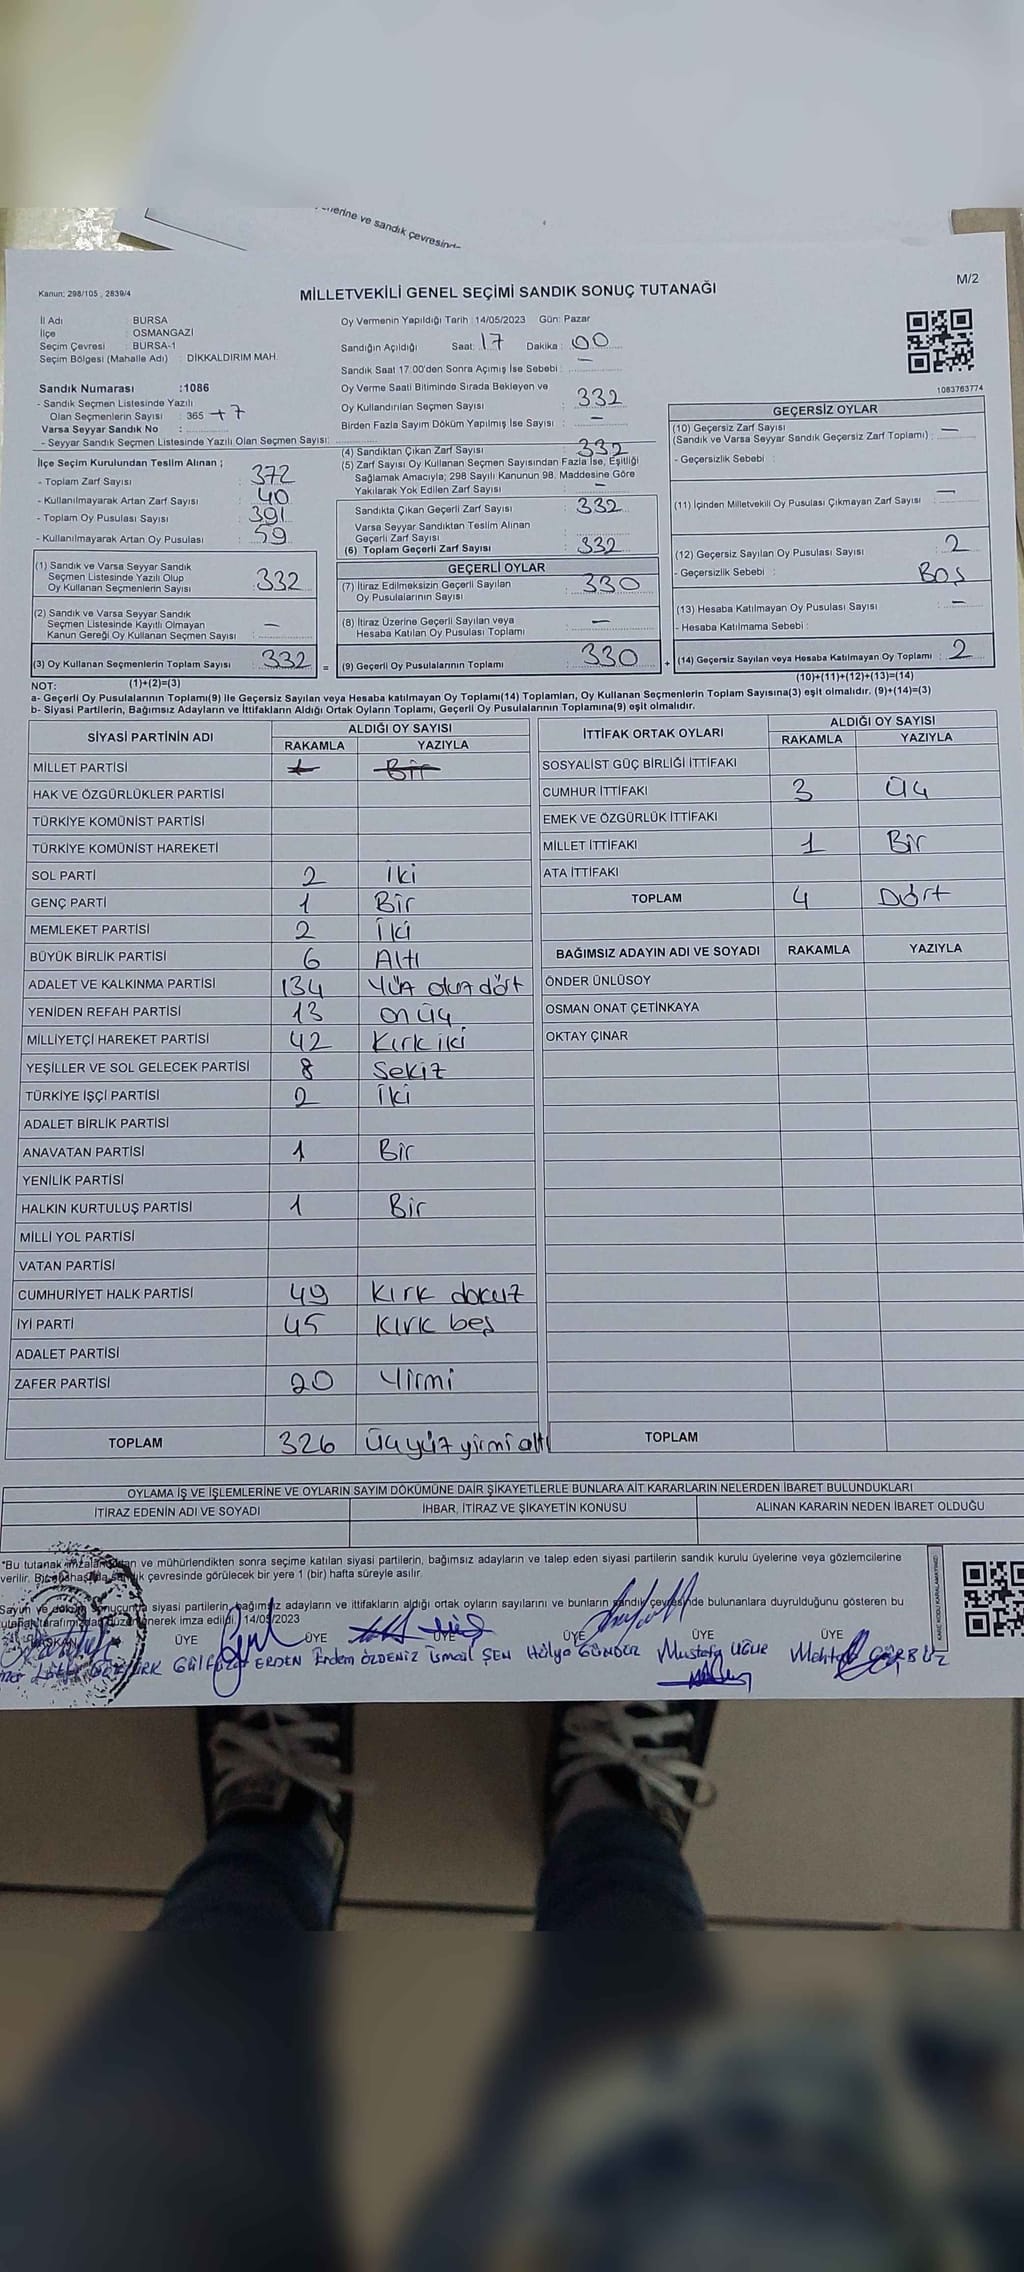 nerine ve sandık çevresin
Kanun: 298/105 , 2839/4
MİLLETVEKİLİ GENEL SEÇİMİ SANDIK SONUÇ TUTANAĞI
M/2
İl Adı : BURSA
İlçe : OSMANGAZİ
Seçim Çevresi : BURSA-1
Seçim Bölgesi (Mahalle Adı) : DİKKALDIRIM MAH.
Sandık Numarası :1086
- Sandık Seçmen Listesinde Yazılı
Olan Seçmenlerin Sayısı : 365 +7
Varsa Seyyar Sandık No :
- Seyyar Sandık Seçmen Listesinde Yazılı Olan Seçmen Sayısı:
İlçe Seçim Kurulundan Teslim Alınan ;
- Toplam Zarf Sayısı : 372
- Kullanılmayarak Artan Zarf Sayısı : 40
- Toplam Oy Pusulası Sayısı : 391
- Kullanılmayarak Artan Oy Pusulası : 59
(1) Sandık ve Varsa Seyyar Sandık
Seçmen Listesinde Yazılı Olup
Oy Kullanan Seçmenlerin Sayısı : 332
(2) Sandık ve Varsa Seyyar Sandık
Seçmen Listesinde Kayıtlı Olmayan
Kanun Gereği Oy Kullanan Seçmen Sayısı : —
(3) Oy Kullanan Seçmenlerin Toplam Sayısı : 332 =
Oy Vermenin Yapıldığı Tarih : 14/05/2023 Gün: Pazar
Sandığın Açıldığı Saat: 17 Dakika : 00
Sandık Saat 17.00'den Sonra Açımış İse Sebebi : —
Oy Verme Saati Bitiminde Sırada Bekleyen ve
Oy Kullandırılan Seçmen Sayısı : 332
Birden Fazla Sayım Döküm Yapılmış İse Sayısı : —
(4) Sandıktan Çıkan Zarf Sayısı : 332
(5) Zarf Sayısı Oy Kullanan Seçmen Sayısından Fazla İse, Eşitliği
Sağlamak Amacıyla; 298 Sayılı Kanunun 98. Maddesine Göre
Yakılarak Yok Edilen Zarf Sayısı : —
Sandıkta Çıkan Geçerli Zarf Sayısı : 332
Varsa Seyyar Sandıktan Teslim Alınan
Geçerli Zarf Sayısı :
(6) Toplam Geçerli Zarf Sayısı : 332
GEÇERLİ OYLAR
(7) İtiraz Edilmeksizin Geçerli Sayılan
Oy Pusulalarının Sayısı : 330
(8) İtiraz Üzerine Geçerli Sayılan veya
Hesaba Katılan Oy Pusulası Toplamı : —
(9) Geçerli Oy Pusulalarının Toplamı : 330 +
1083763774
GEÇERSİZ OYLAR
(10) Geçersiz Zarf Sayısı
(Sandık ve Varsa Seyyar Sandık Geçersiz Zarf Toplamı) : —
- Geçersizlik Sebebi :
(11) İçinden Milletvekil Oy Pusulası Çıkmayan Zarf Sayısı : —
(12) Geçersiz Sayılan Oy Pusulası Sayısı : 2
- Geçersizlik Sebebi : BOŞ
(13) Hesaba Katılmayan Oy Pusulası Sayısı : —
- Hesaba Katılmama Sebebi :
(14) Geçersiz Sayılan veya Hesaba Katılmayan Oy Toplamı : 2
NOT: (1)+(2)=(3) (10)+(11)+(12)+(13)=(14)
a- Geçerli Oy Pusulalarının Toplamı(9) ile Geçersiz Sayılan veya Hesaba katılmayan Oy Toplamı(14) Toplamları, Oy Kullanan Seçmenlerin Toplam Sayısına(3) eşit olmalıdır. (9)+(14)=(3)
b- Siyasi Partilerin, Bağımsız Adayların ve İttifakların Aldığı Ortak Oyların Toplamı, Geçerli Oy Pusulalarının Toplamına(9) eşit olmalıdır.
SİYASİ PARTİNİN ADI ALDIĞI OY SAYISI
RAKAMLA YAZIYLA
MİLLET PARTİSİ 1 Bir
HAK VE ÖZGÜRLÜKLER PARTİSİ
TÜRKİYE KOMÜNİST PARTİSİ
TÜRKİYE KOMÜNİST HAREKETİ
SOL PARTİ 2 İki
GENÇ PARTİ 1 Bir
MEMLEKET PARTİSİ 2 İki
BÜYÜK BİRLİK PARTİSİ 6 Altı
ADALET VE KALKINMA PARTİSİ 134 Yüz otuz dört
YENİDEN REFAH PARTİSİ 13 on üç
MİLLİYETÇİ HAREKET PARTİSİ 42 Kırk iki
YEŞİLLER VE SOL GELECEK PARTİSİ 8 Sekiz
TÜRKİYE İŞÇİ PARTİSİ 2 İki
ADALET BİRLİK PARTİSİ
ANAVATAN PARTİSİ 1 Bir
YENİLİK PARTİSİ
HALKIN KURTULUŞ PARTİSİ 1 Bir
MİLLİ YOL PARTİSİ
VATAN PARTİSİ
CUMHURİYET HALK PARTİSİ 49 Kırk dokuz
İYİ PARTİ 45 Kırk beş
ADALET PARTİSİ
ZAFER PARTİSİ 20 Yirmi
TOPLAM 326 Üçyüz yirmi altı
İTTİFAK ORTAK OYLARI ALDIĞI OY SAYISI
RAKAMLA YAZIYLA
SOSYALİST GÜÇ BİRLİĞİ İTTİFAKI
CUMHUR İTTİFAKI 3 Üç
EMEK VE ÖZGÜRLÜK İTTİFAKI
MİLLET İTTİFAKI 1 Bir
ATA İTTİFAKI
TOPLAM 4 Dört
BAĞIMSIZ ADAYIN ADI VE SOYADI RAKAMLA YAZIYLA
ÖNDER ÜNLÜSOY
OSMAN ONAT ÇETİNKAYA
OKTAY ÇINAR
TOPLAM
OYLAMA İŞ VE İŞLEMLERİNE VE OYLARIN SAYIM DÖKÜMÜNE DAİR ŞİKAYETLERLE BUNLARA AİT KARARLARIN NELERDEN İBARET BULUNDUKLARI
İTİRAZ EDENİN ADI VE SOYADI İHBAR, İTİRAZ VE ŞİKAYETİN KONUSU ALINAN KARARIN NEDEN İBARET OLDUĞU
*Bu tutanak ve mühürlendikten sonra seçime katılan siyasi partilerin, bağımsız adayların ve talep eden siyasi partilerin sandık kurulu üyelerine veya gözlemcilerine
verilir. çevresinde görülecek bir yere 1 (bir) hafta süreyle asılır.
Sayım ve siyasi partilerin, bağımsız adayların ve ittifakların aldığı ortak oyların sayılarını ve bunların sandık çevresinde bulunanlara duyrulduğunu gösteren bu
imza edildi. 14/05/2023
BAŞKAN ÜYE ÜYE ÜYE ÜYE ÜYE ÜYE
ERDEN Erdem ÖZDENİZ İsmail ŞEN Hülya GÜNGÖR Mustafa UĞUR GÜRBÜZ
KARE KODU KARALAMAYINIZ!